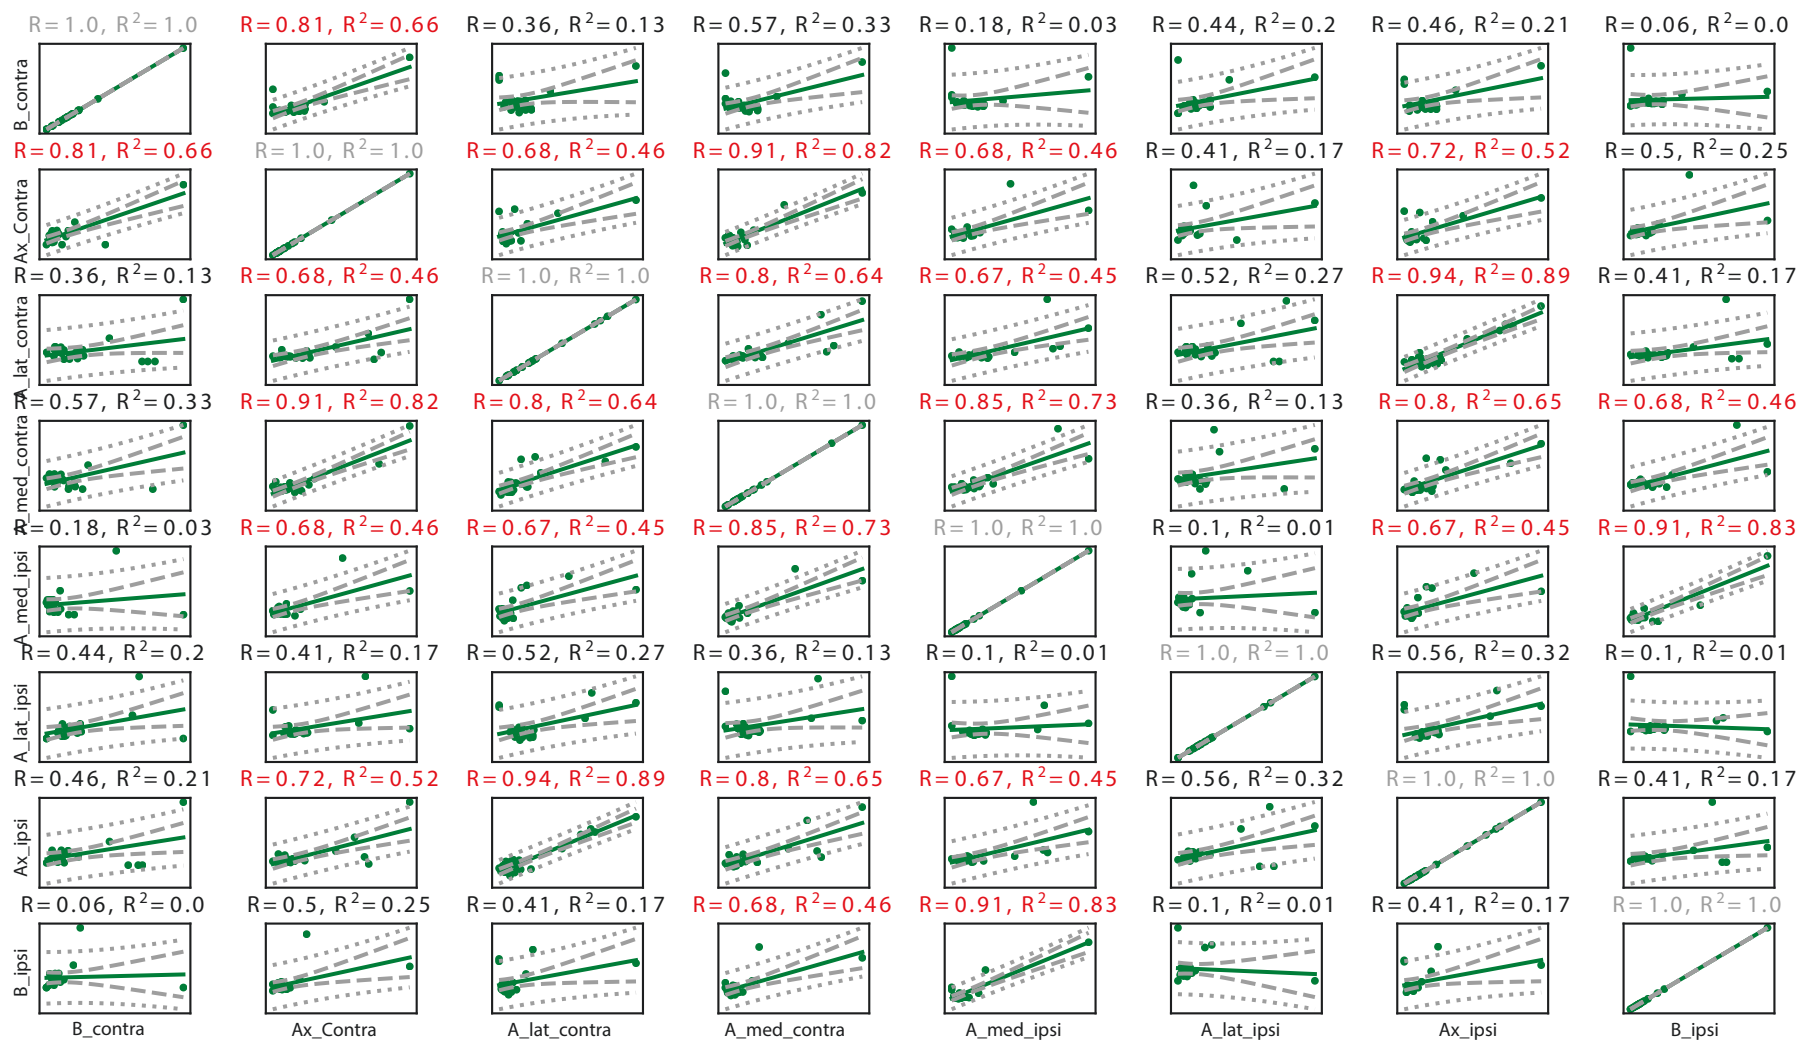 R=1.0, R²=1.0 R=0.81, R²=0.66 R=0.36, R²=0.13 R=0.57, R²=0.33 R=0.18, R²=0.03 R=0.44, R²=0.2 R=0.46, R²=0.21 R=0.06, R²=0.0
B_contra
R=0.81, R²=0.66 R=1.0, R²=1.0 R=0.68, R²=0.46 R=0.91, R²=0.82 R=0.68, R²=0.46 R=0.41, R²=0.17 R=0.72, R²=0.52 R=0.5, R²=0.25
Ax_Contra
R=0.36, R²=0.13 R=0.68, R²=0.46 R=1.0, R²=1.0 R=0.8, R²=0.64 R=0.67, R²=0.45 R=0.52, R²=0.27 R=0.94, R²=0.89 R=0.41, R²=0.17
A_lat_contra
R=0.57, R²=0.33 R=0.91, R²=0.82 R=0.8, R²=0.64 R=1.0, R²=1.0 R=0.85, R²=0.73 R=0.36, R²=0.13 R=0.8, R²=0.65 R=0.68, R²=0.46
A_med_contra
R=0.18, R²=0.03 R=0.68, R²=0.46 R=0.67, R²=0.45 R=0.85, R²=0.73 R=1.0, R²=1.0 R=0.1, R²=0.01 R=0.67, R²=0.45 R=0.91, R²=0.83
A_med_ipsi
R=0.44, R²=0.2 R=0.41, R²=0.17 R=0.52, R²=0.27 R=0.36, R²=0.13 R=0.1, R²=0.01 R=1.0, R²=1.0 R=0.56, R²=0.32 R=0.1, R²=0.01
A_lat_ipsi
R=0.46, R²=0.21 R=0.72, R²=0.52 R=0.94, R²=0.89 R=0.8, R²=0.65 R=0.67, R²=0.45 R=0.56, R²=0.32 R=1.0, R²=1.0 R=0.41, R²=0.17
Ax_ipsi
R=0.06, R²=0.0 R=0.5, R²=0.25 R=0.41, R²=0.17 R=0.68, R²=0.46 R=0.91, R²=0.83 R=0.1, R²=0.01 R=0.41, R²=0.17 R=1.0, R²=1.0
B_ipsi
B_contra Ax_Contra A_lat_contra A_med_contra A_med_ipsi A_lat_ipsi Ax_ipsi B_ipsi